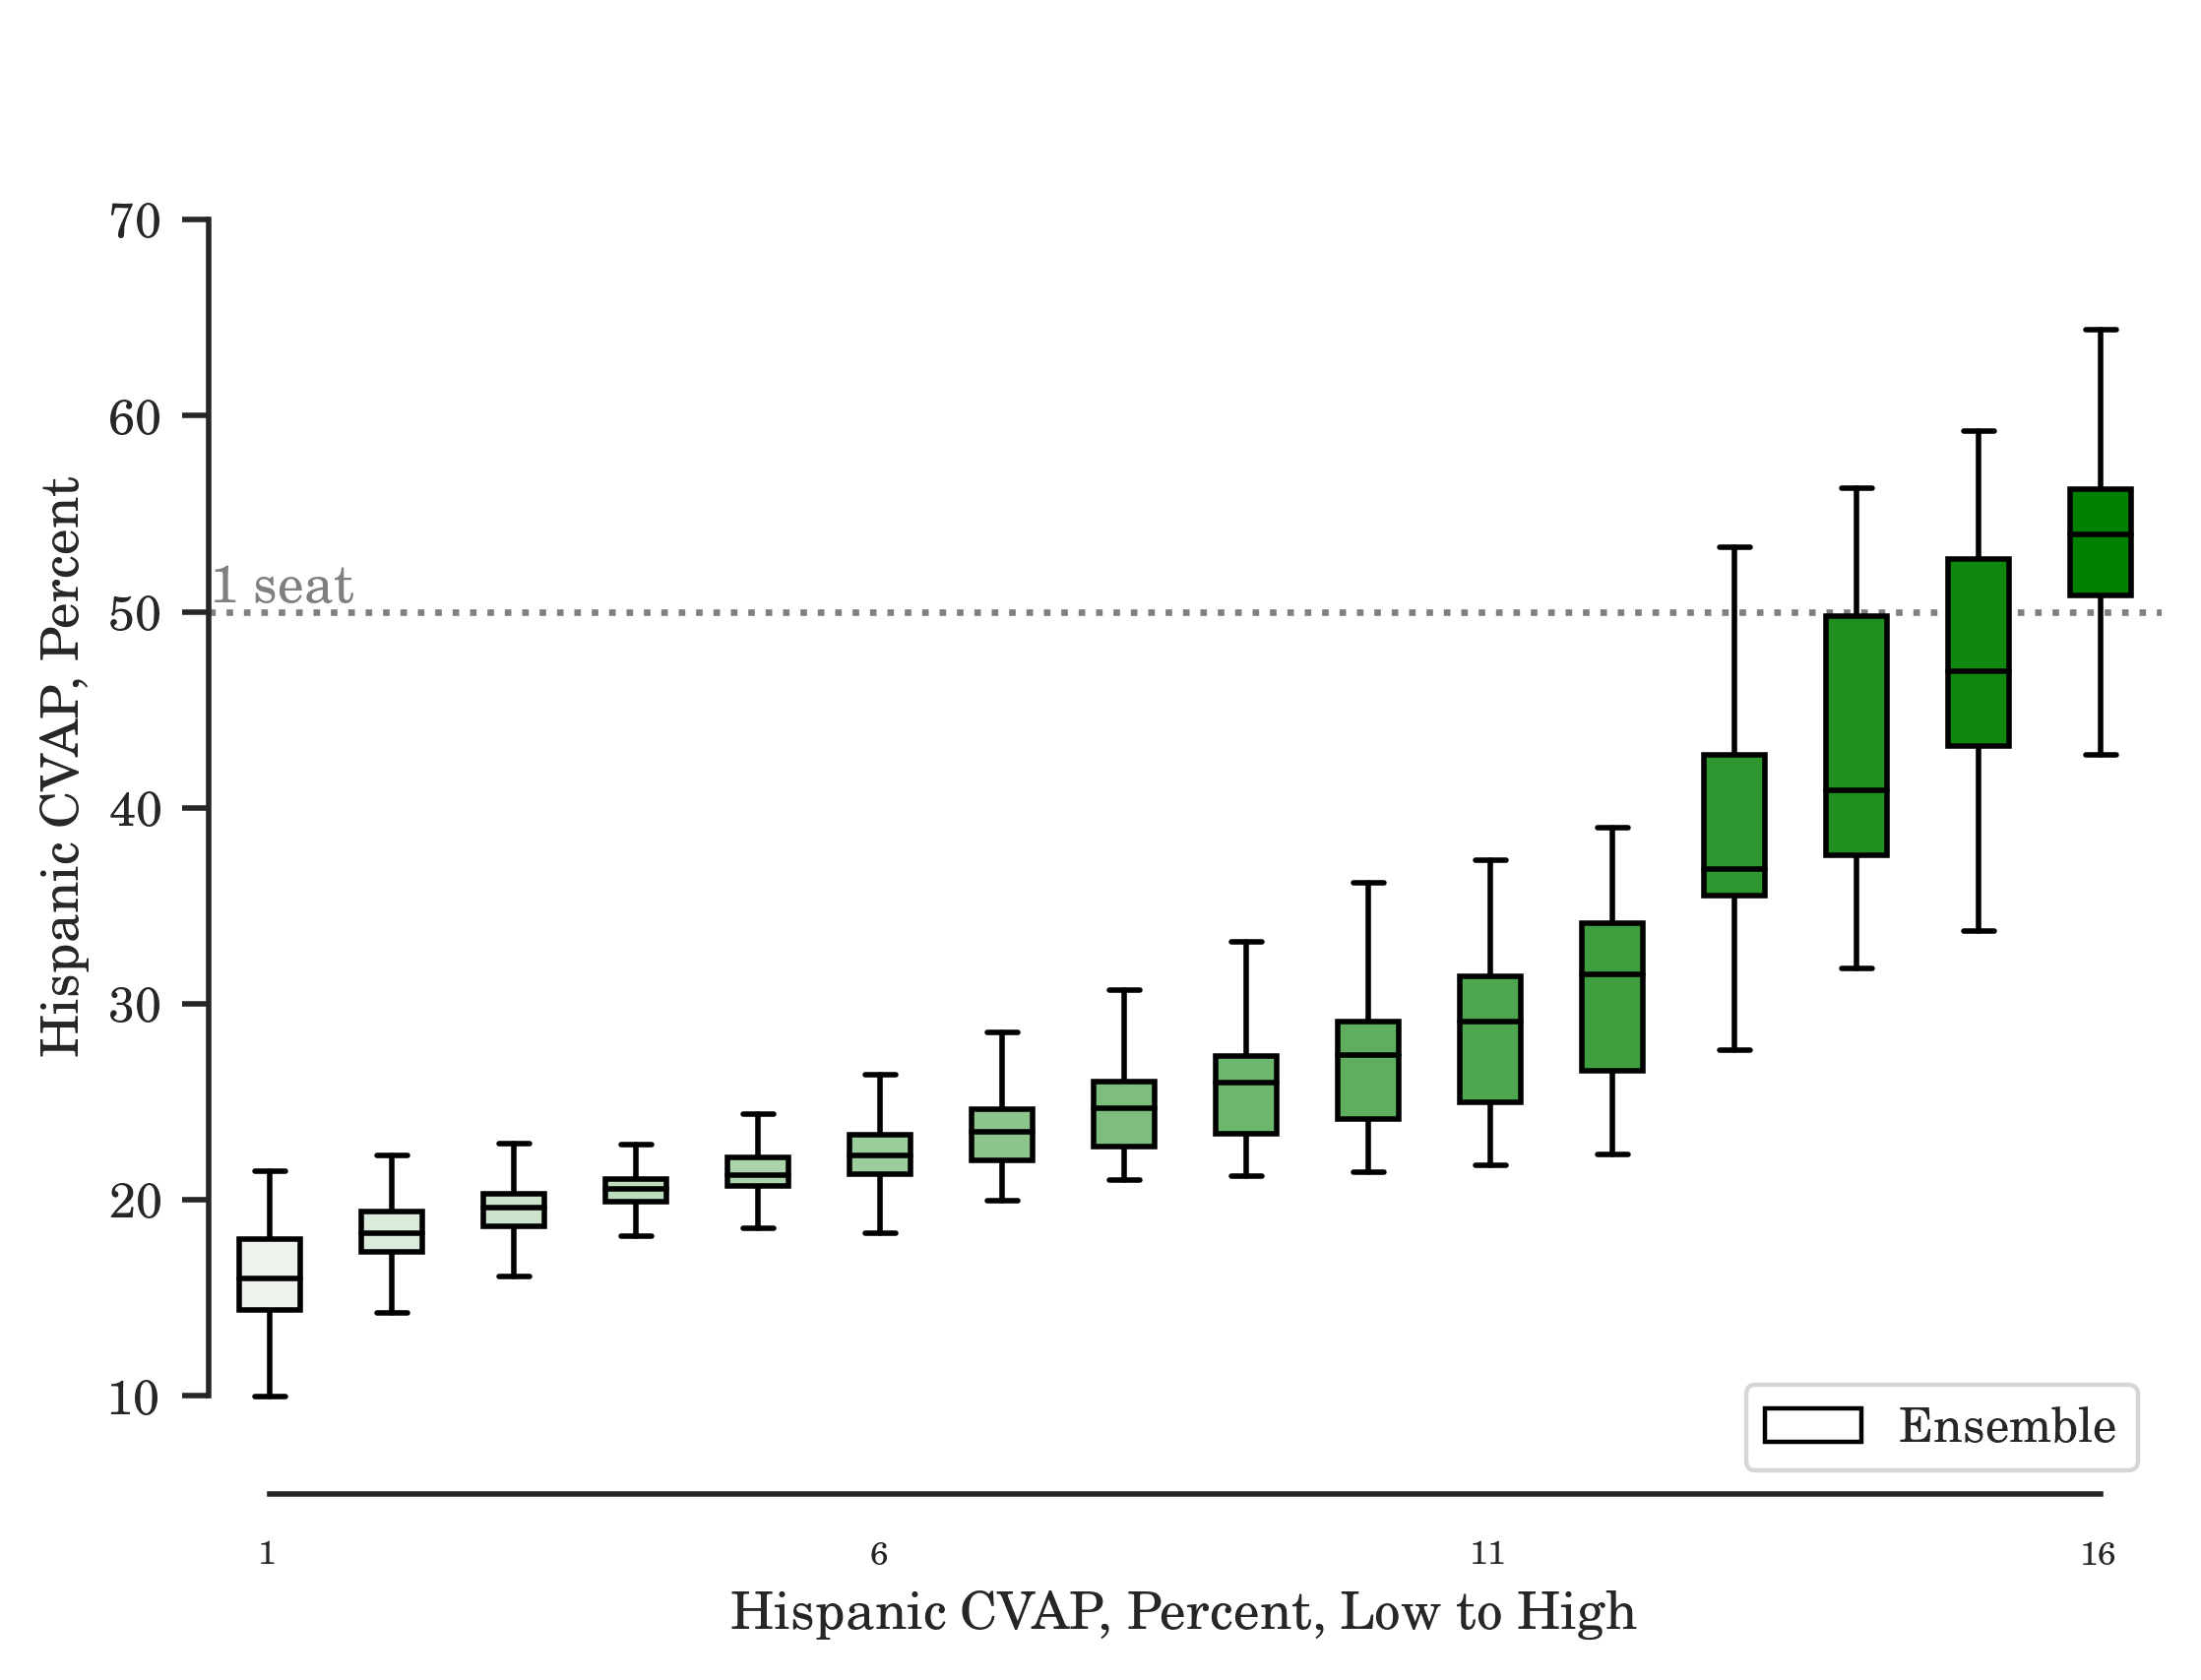 70
60
1 seat
50
40
30
20
10
Hispanic CVAP, Percent
Ensemble
1 6 11 16
Hispanic CVAP, Percent, Low to High